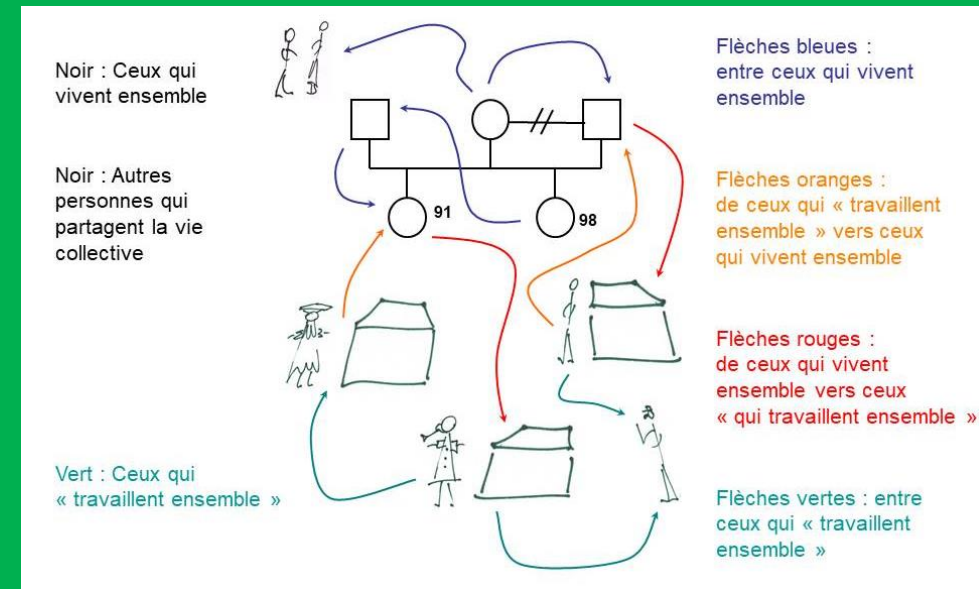 Noir : Ceux qui
vivent ensemble
Noir : Autres
personnes qui
partagent la vie
collective
Vert : Ceux qui
« travaillent ensemble »
91
98
Flèches bleues :
entre ceux qui vivent
ensemble
Flèches oranges :
de ceux qui « travaillent
ensemble » vers ceux
qui vivent ensemble
Flèches rouges :
de ceux qui vivent
ensemble vers ceux
« qui travaillent ensemble »
Flèches vertes : entre
ceux qui « travaillent
ensemble »